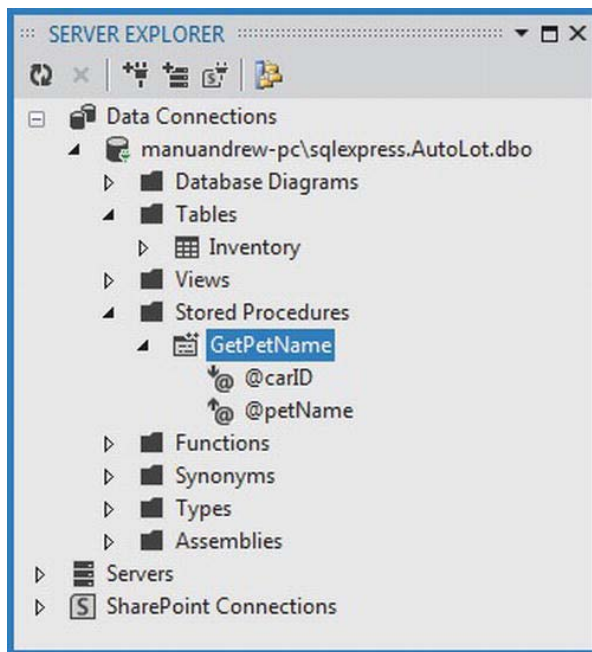 SERVER EXPLORER
Data Connections
manuandrew-pc\sqlexpress.AutoLot.dbo
Database Diagrams
Tables
Inventory
Views
Stored Procedures
GetPetName
@carID
@petName
Functions
Synonyms
Types
Assemblies
Servers
SharePoint Connections